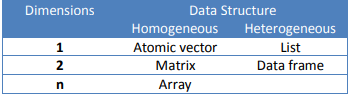 Dimensions Data Structure
Homogeneous Heterogeneous
1 Atomic vector List
2 Matrix Data frame
n Array